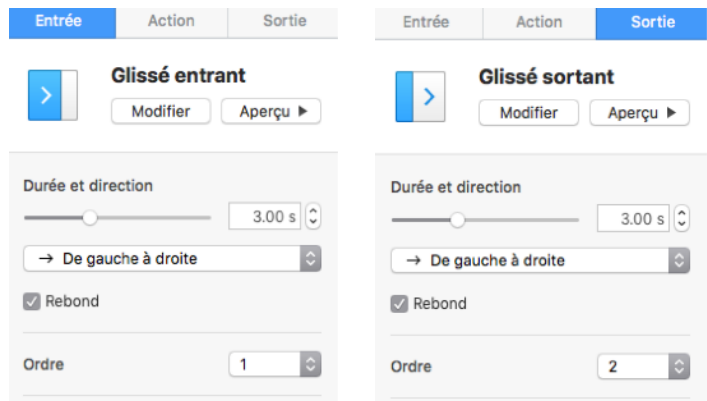 Entrée Action Sortie
Glissé entrant
Modifier Aperçu
Durée et direction
3.00 s
→ De gauche à droite
Rebond
Ordre 1
Entrée Action Sortie
Glissé sortant
Modifier Aperçu
Durée et direction
3.00 s
→ De gauche à droite
Rebond
Ordre 2